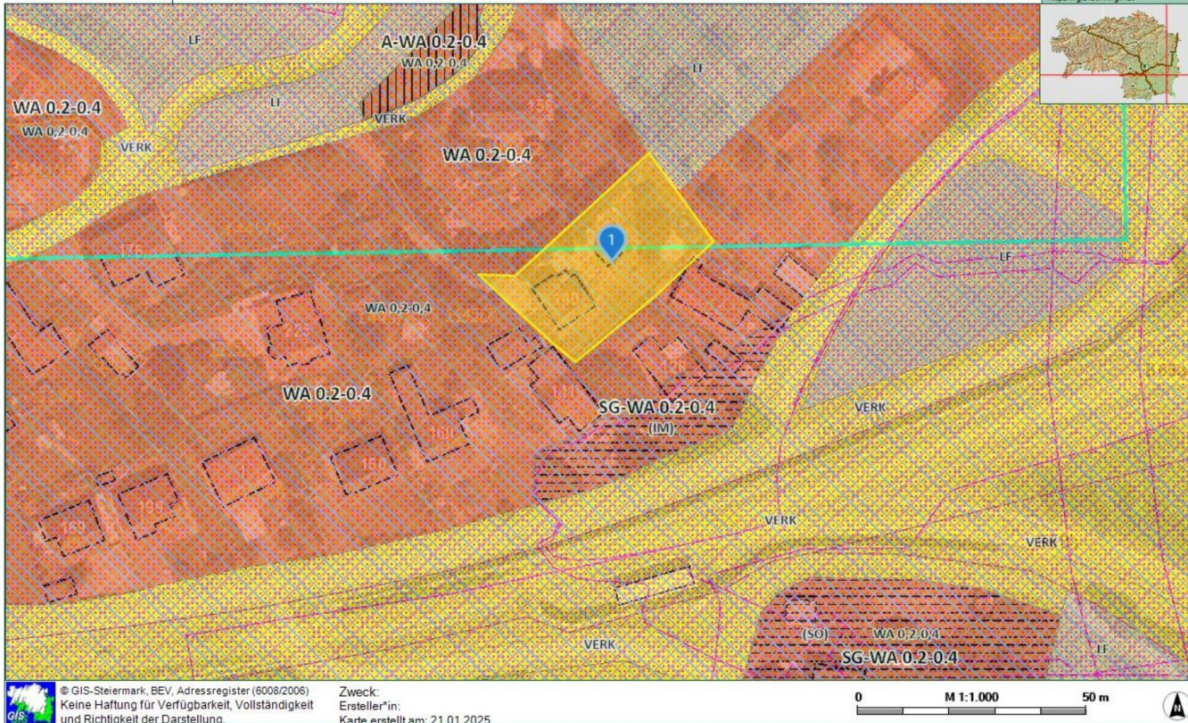 LF
A-WA 0.2-0.4
WA 0,2-0,4
LF
WA 0.2-0.4
WA 0,2-0,4
LF
VERK
VERK
WA 0.2-0.4
1
LF
WA 0,2-0,4
WA 0.2-0.4
SG-WA 0.2-0.4
(IM)
VERK
VERK
VERK
(SO)
WA 0,2-0,4
VERK
LF
SG-WA 0.2-0.4
GIS
© GIS-Steiermark, BEV, Adressregister (6008/2006)
Keine Haftung für Verfügbarkeit, Vollständigkeit
und Richtigkeit der Darstellung.
Zweck:
Ersteller*in:
Karte erstellt am: 21.01.2025
0 M 1:1.000 50 m
N